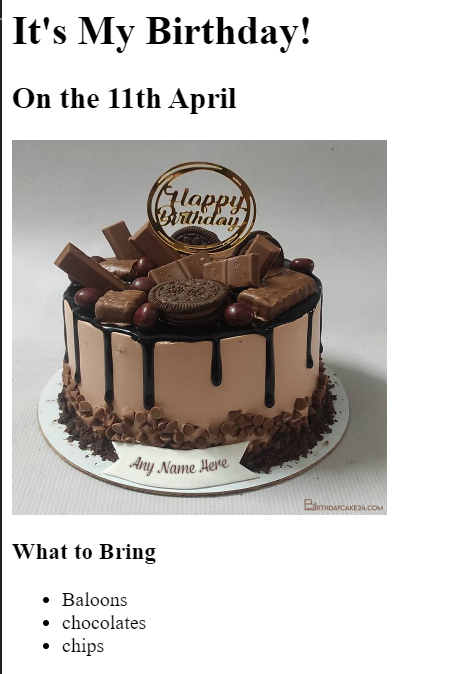 It's My Birthday!
On the 11th April
Happy
Birthday
Any Name Here
BIRTHDAYCAKE24.COM
What to Bring
Baloons
chocolates
chips